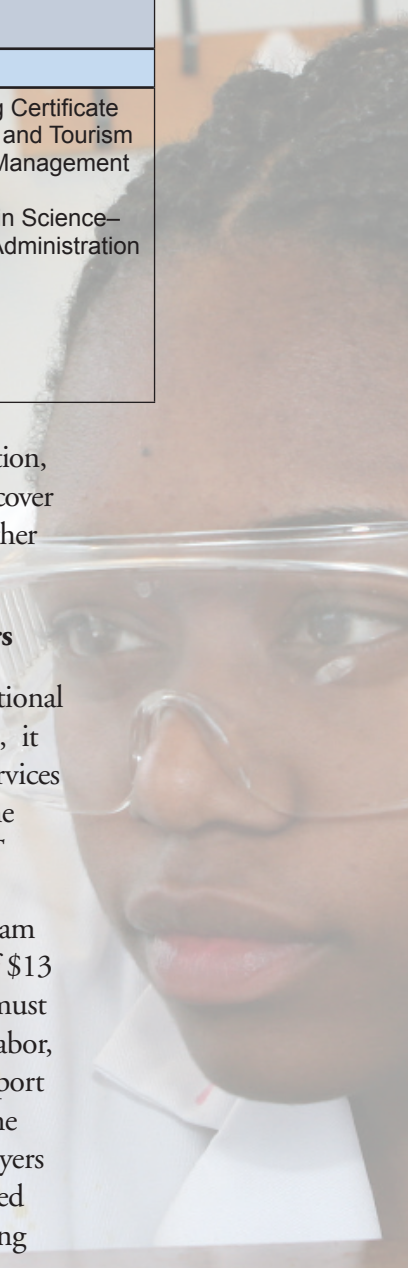 g Certificate
and Tourism
Management
n Science–
Administration
tion,
cover
her
rs
tional
, it
rvices
am
f $13
must
abor,
port
yers
ed
ng